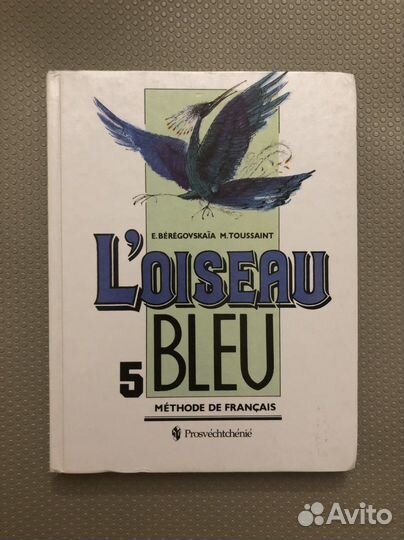 E. BÉRÉGOVSKAÏA M. TOUSSAINT
L'OISEAU
5 BLEU
MÉTHODE DE FRANÇAIS
Prosvéchtchénié
Avito